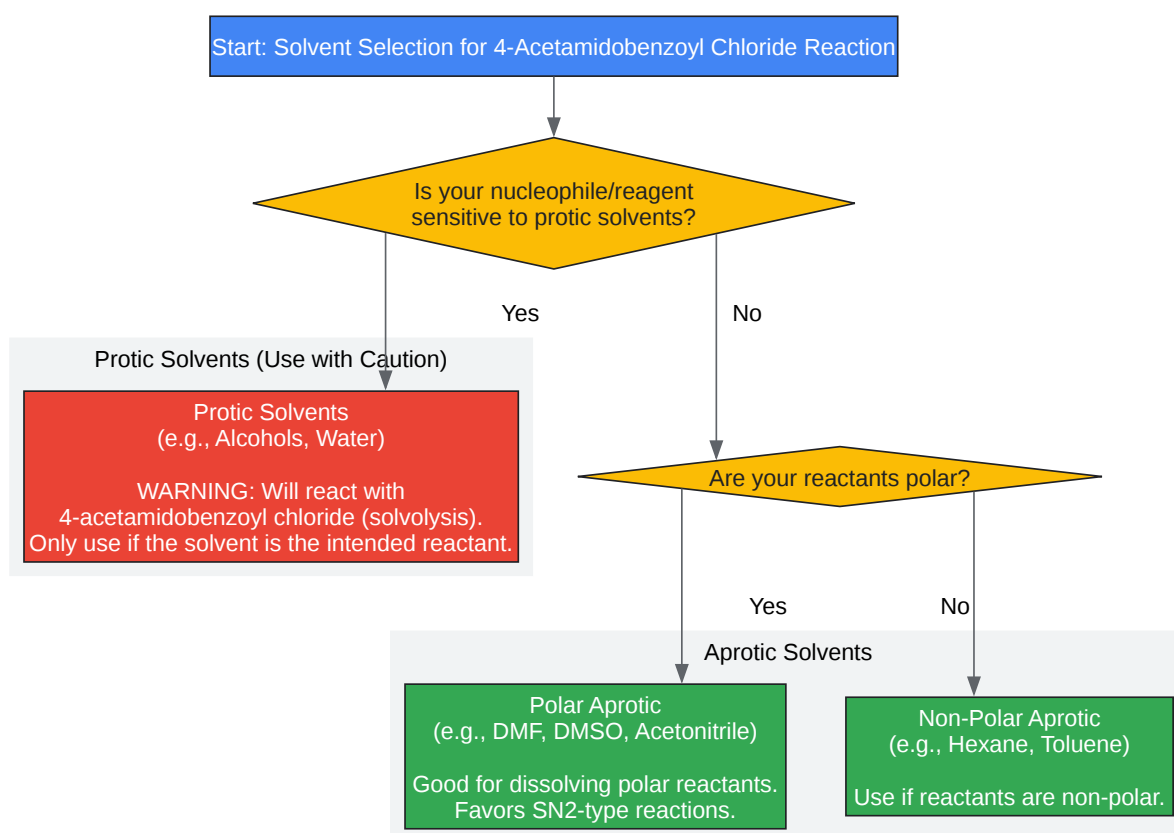 Start: Solvent Selection for 4-Acetamidobenzoyl Chloride Reaction
Is your nucleophile/reagent
sensitive to protic solvents?
Yes
No
Protic Solvents (Use with Caution)
Protic Solvents
(e.g., Alcohols, Water)
WARNING: Will react with
4-acetamidobenzoyl chloride (solvolysis).
Only use if the solvent is the intended reactant.
Are your reactants polar?
Yes
No
Aprotic Solvents
Polar Aprotic
(e.g., DMF, DMSO, Acetonitrile)
Good for dissolving polar reactants.
Favors SN2-type reactions.
Non-Polar Aprotic
(e.g., Hexane, Toluene)
Use if reactants are non-polar.